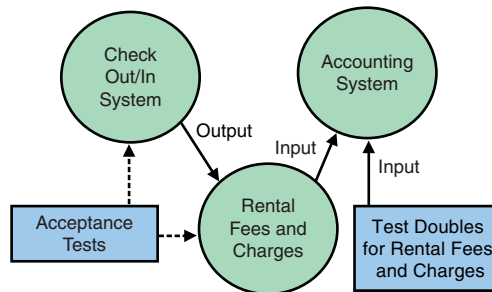 Check
Out/In
System
Accounting
System
Output
Input
Input
Acceptance
Tests
Rental
Fees and
Charges
Test Doubles
for Rental Fees
and Charges